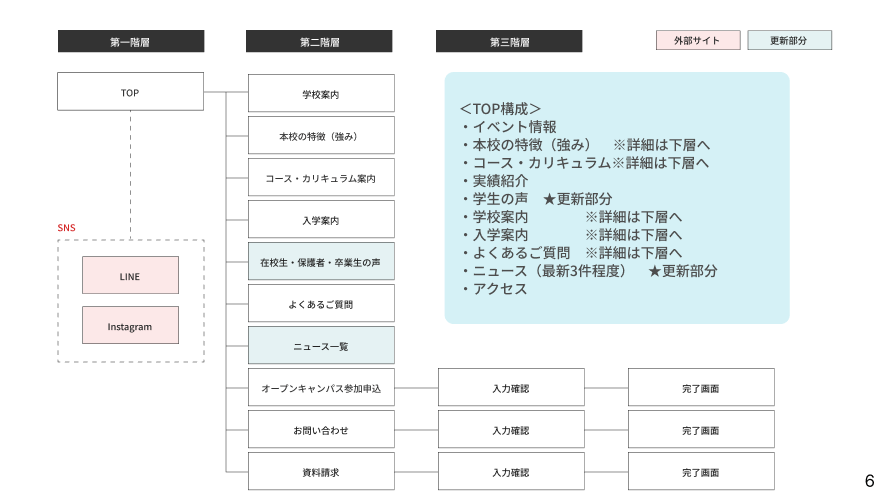 第一階層
第二階層
第三階層
外部サイト
更新部分
TOP
学校案内
本校の特徴（強み）
コース・カリキュラム案内
入学案内
在校生・保護者・卒業生の声
よくあるご質問
ニュース一覧
オープンキャンパス参加申込
入力確認
完了画面
お問い合わせ
入力確認
完了画面
資料請求
入力確認
完了画面
SNS
LINE
Instagram
＜TOP構成＞
・イベント情報
・本校の特徴（強み）　※詳細は下層へ
・コース・カリキュラム※詳細は下層へ
・実績紹介
・学生の声　★更新部分
・学校案内　　　　※詳細は下層へ
・入学案内　　　　※詳細は下層へ
・よくあるご質問　※詳細は下層へ
・ニュース（最新3件程度）　★更新部分
・アクセス
6